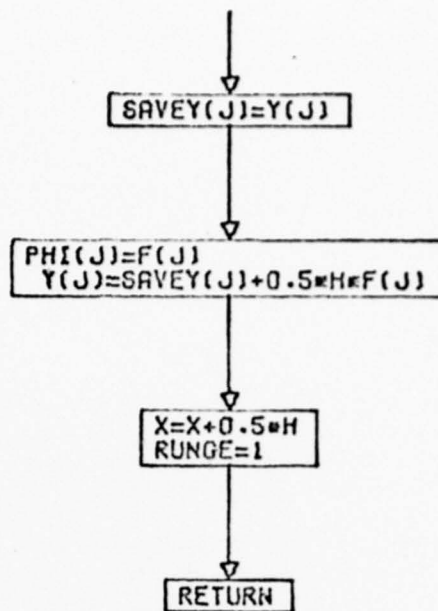 SAVEY(J)=Y(J)
PHI(J)=F(J)
Y(J)=SAVEY(J)+0.5*H*F(J)
X=X+0.5*H
RUNGE=1
RETURN